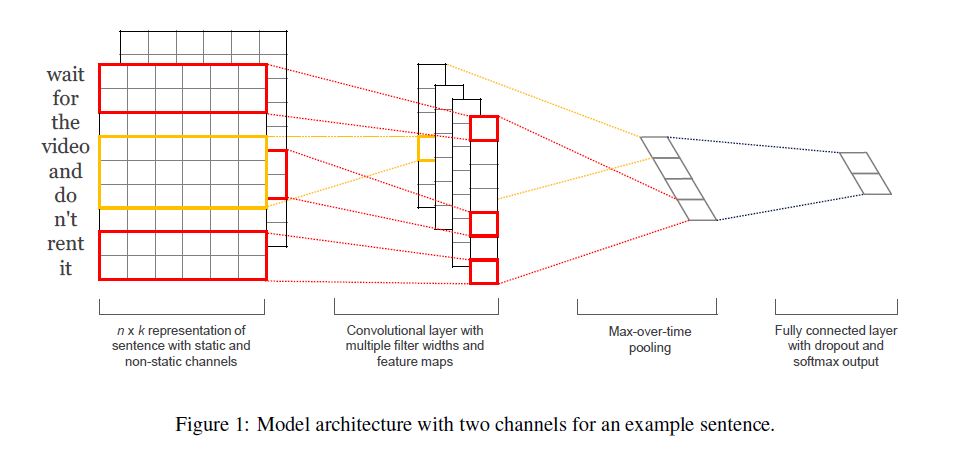 wait
for
the
video
and
do
n't
rent
it
n x k representation of
sentence with static and
non-static channels
Convolutional layer with
multiple filter widths and
feature maps
Max-over-time
pooling
Fully connected layer
with dropout and
softmax output
Figure 1: Model architecture with two channels for an example sentence.